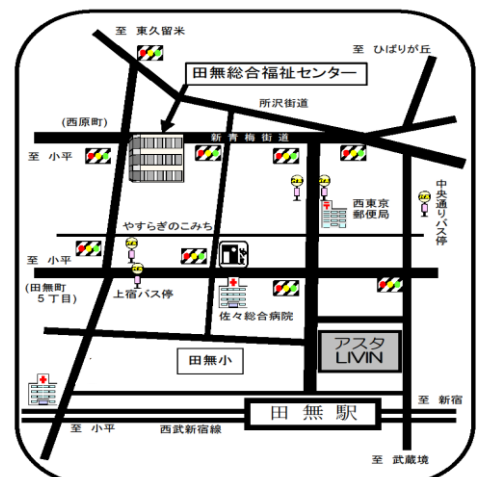 至 東久留米
至 ひばりが丘
田無総合福祉センター
所沢街道
(西原町)
新青梅街道
至 小平
中央通りバス停
西東京
郵便局
やすらぎのこみち
至 小平
(田無町
5丁目)
上宿バス停
佐々総合病院
アスタ
LIVIN
田無小
田 無 駅
至 新宿
至 小平
西武新宿線
至 武蔵境